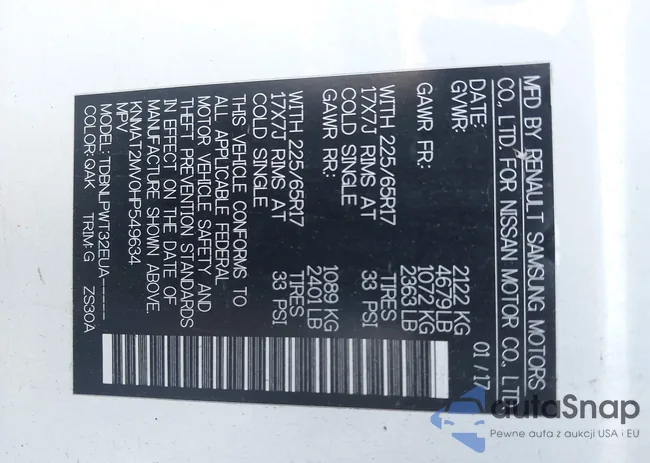 MFD BY RENAULT SAMSUNG MOTORS
CO., LTD. FOR NISSAN MOTOR CO., LTD.
DATE: 01/17
GVWR: 2122 KG
4679LB
GAWR FR: 1072 KG
2363 LB
WITH 225/65R17 TIRES
17X7J RIMS AT 33 PSI
COLD SINGLE
GAWR RR: 1089 KG
2401 LB
WITH 225/65R17 TIRES
17X7J RIMS AT 33 PSI
COLD SINGLE
THIS VEHICLE CONFORMS TO
ALL APPLICABLE FEDERAL
MOTOR VEHICLE SAFETY AND
THEFT PREVENTION STANDARDS
IN EFFECT ON THE DATE OF
MANUFACTURE SHOWN ABOVE.
KNMAT2MV0HP549634
MPV
MODEL: TDBNLPWT32EUA-----
COLOR: QAK TRIM: G ZS30A
autaSnap
Pewne auta z aukcji USA i EU